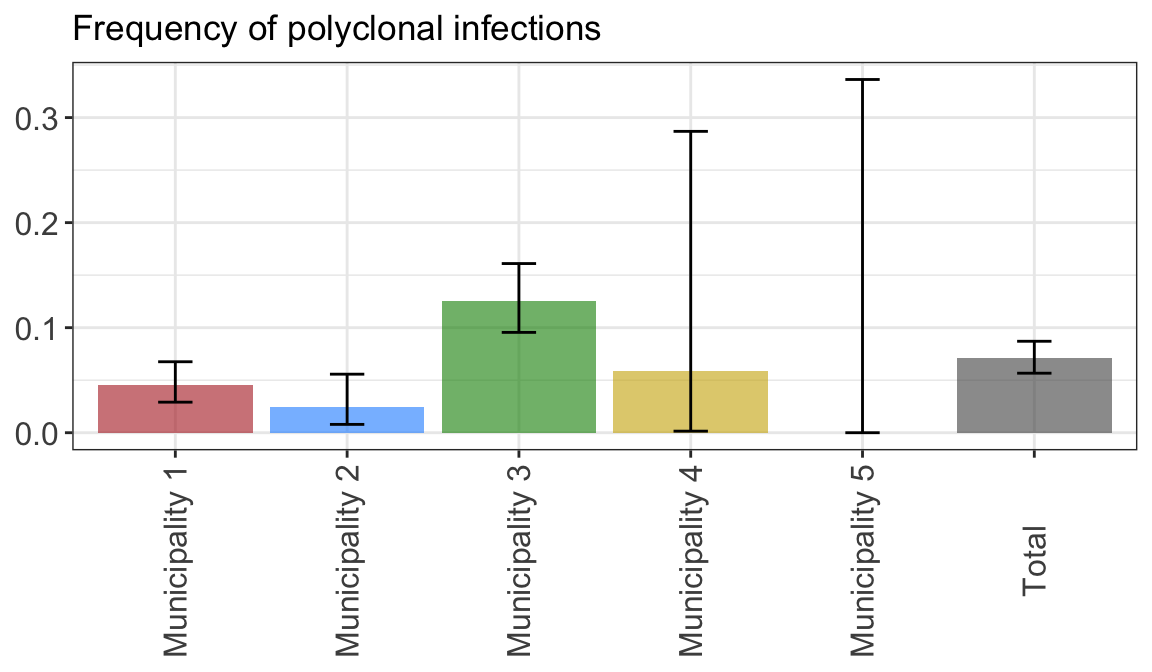 Frequency of polyclonal infections
0.3
0.2
0.1
0.0
Municipality 1
Municipality 2
Municipality 3
Municipality 4
Municipality 5
Total